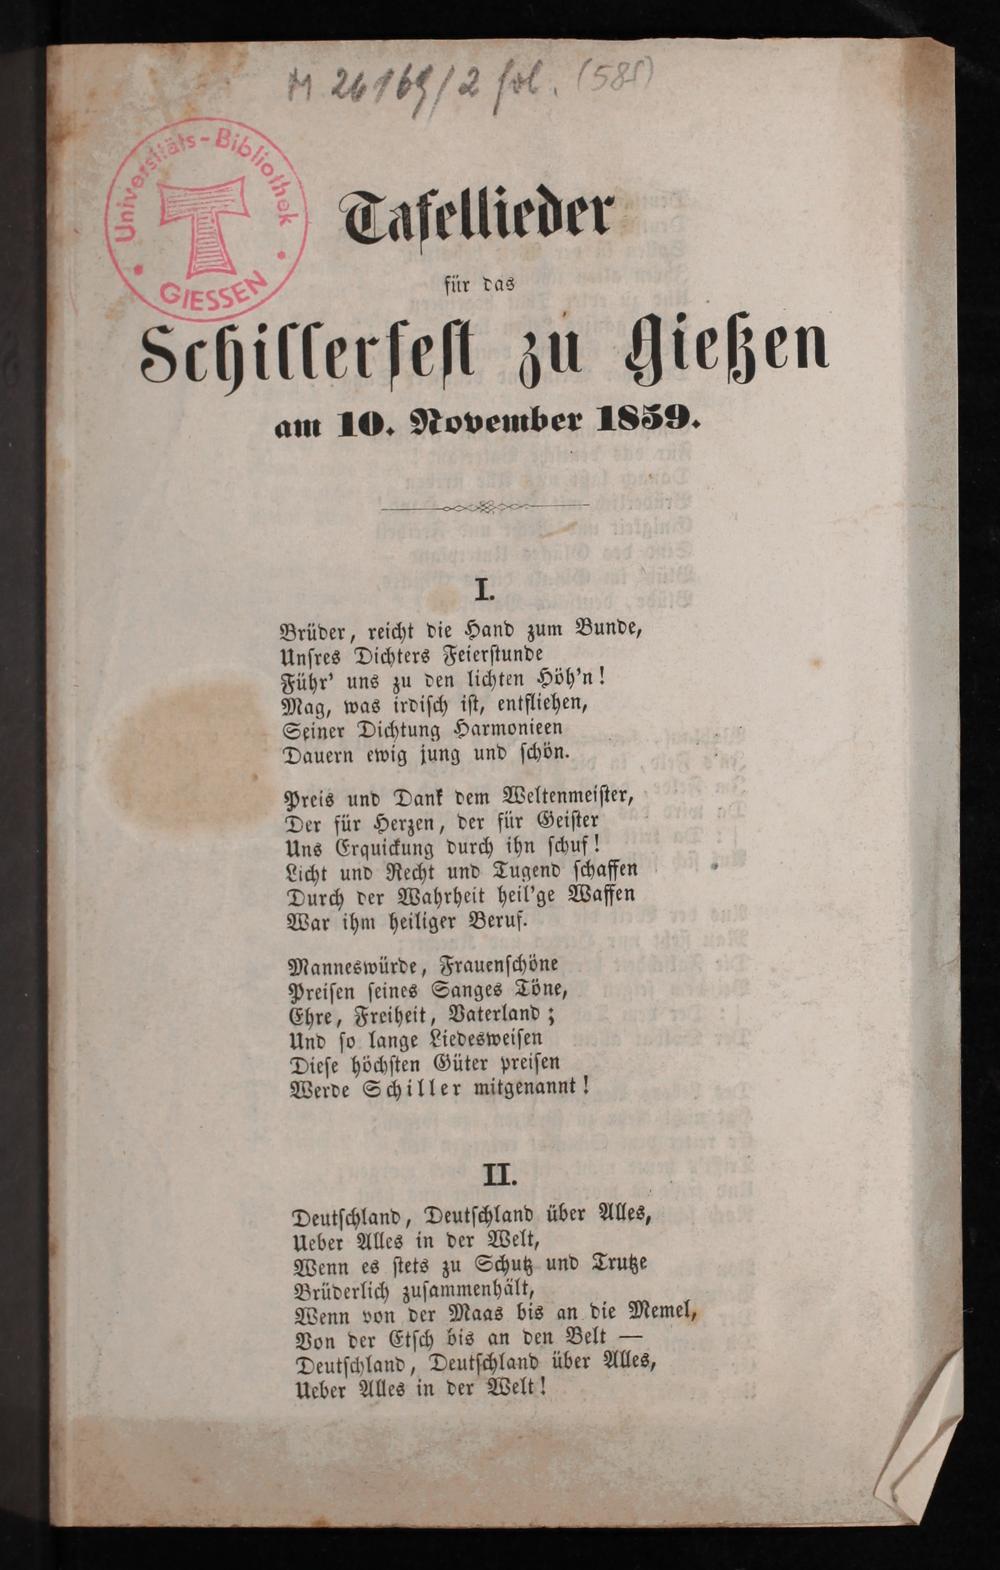 M 26169/2 fol. (585)
Universitäts-Bibliothek
GIESSEN
Tafellieder
für das
Schillerfest zu Gießen
am 10. November 1859.
I.
Brüder, reicht die Hand zum Bunde,
Unsres Dichters Feierstunde
Führ' uns zu den lichten Höh'n!
Mag, was irdisch ist, entfliehen,
Seiner Dichtung Harmonieen
Dauern ewig jung und schön.
Preis und Dank dem Weltenmeister,
Der für Herzen, der für Geister
Uns Erquickung durch ihn schuf!
Licht und Recht und Tugend schaffen
Durch der Wahrheit heil'ge Waffen
War ihm heiliger Beruf.
Manneswürde, Frauenschöne
Preisen seines Sanges Töne,
Ehre, Freiheit, Vaterland;
Und so lange Liedesweisen
Diese höchsten Güter preisen
Werde Schiller mitgenannt!
II.
Deutschland, Deutschland über Alles,
Ueber Alles in der Welt,
Wenn es stets zu Schutz und Trutze
Brüderlich zusammenhält,
Wenn von der Maas bis an die Memel,
Von der Etsch bis an den Belt —
Deutschland, Deutschland über Alles,
Ueber Alles in der Welt!